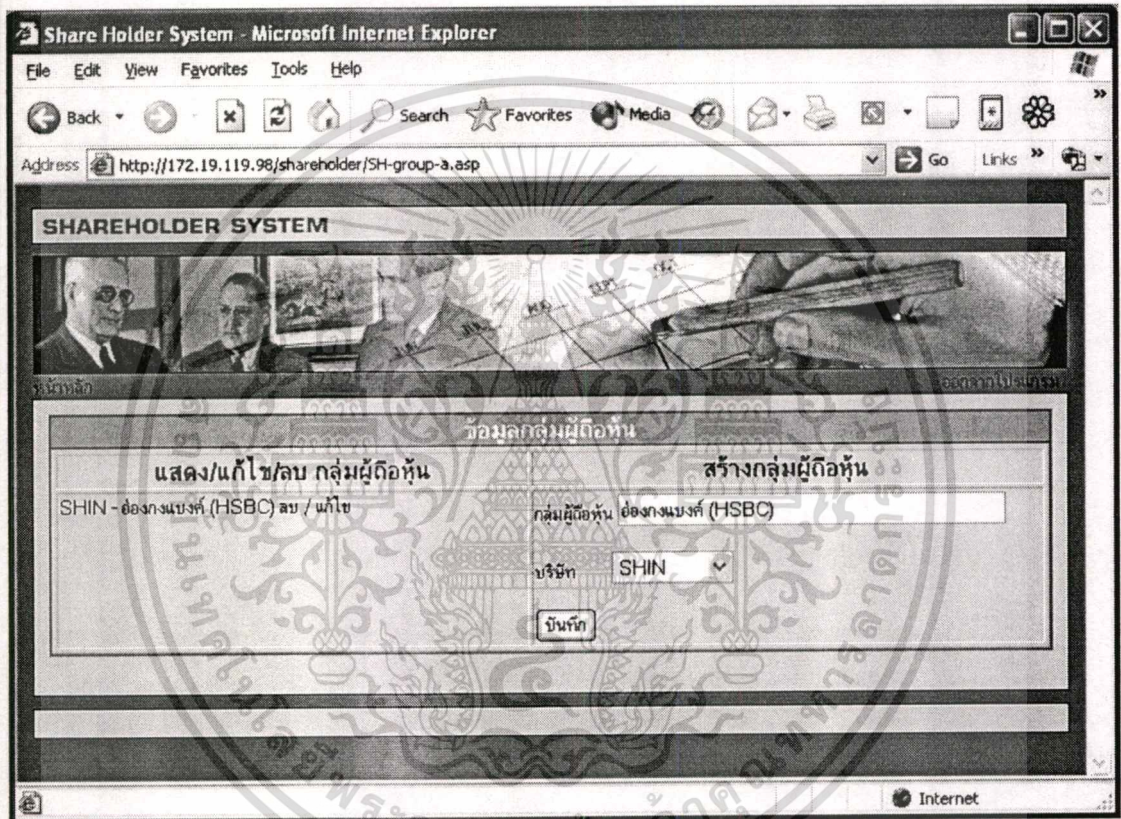 Share Holder System - Microsoft Internet Explorer
File Edit View Favorites Tools Help
Back Search Favorites Media
Address http://172.19.119.98/shareholder/SH-group-a.asp Go Links
SHAREHOLDER SYSTEM
หน้าหลัก ออกจากโปรแกรม
ข้อมูลกลุ่มผู้ถือหุ้น
แสดง/แก้ไข/ลบ กลุ่มผู้ถือหุ้น สร้างกลุ่มผู้ถือหุ้น
SHIN - ฮ่องกงแบงค์ (HSBC) ลบ / แก้ไข กลุ่มผู้ถือหุ้น ฮ่องกงแบงค์ (HSBC)
บริษัท SHIN
บันทึก
Internet